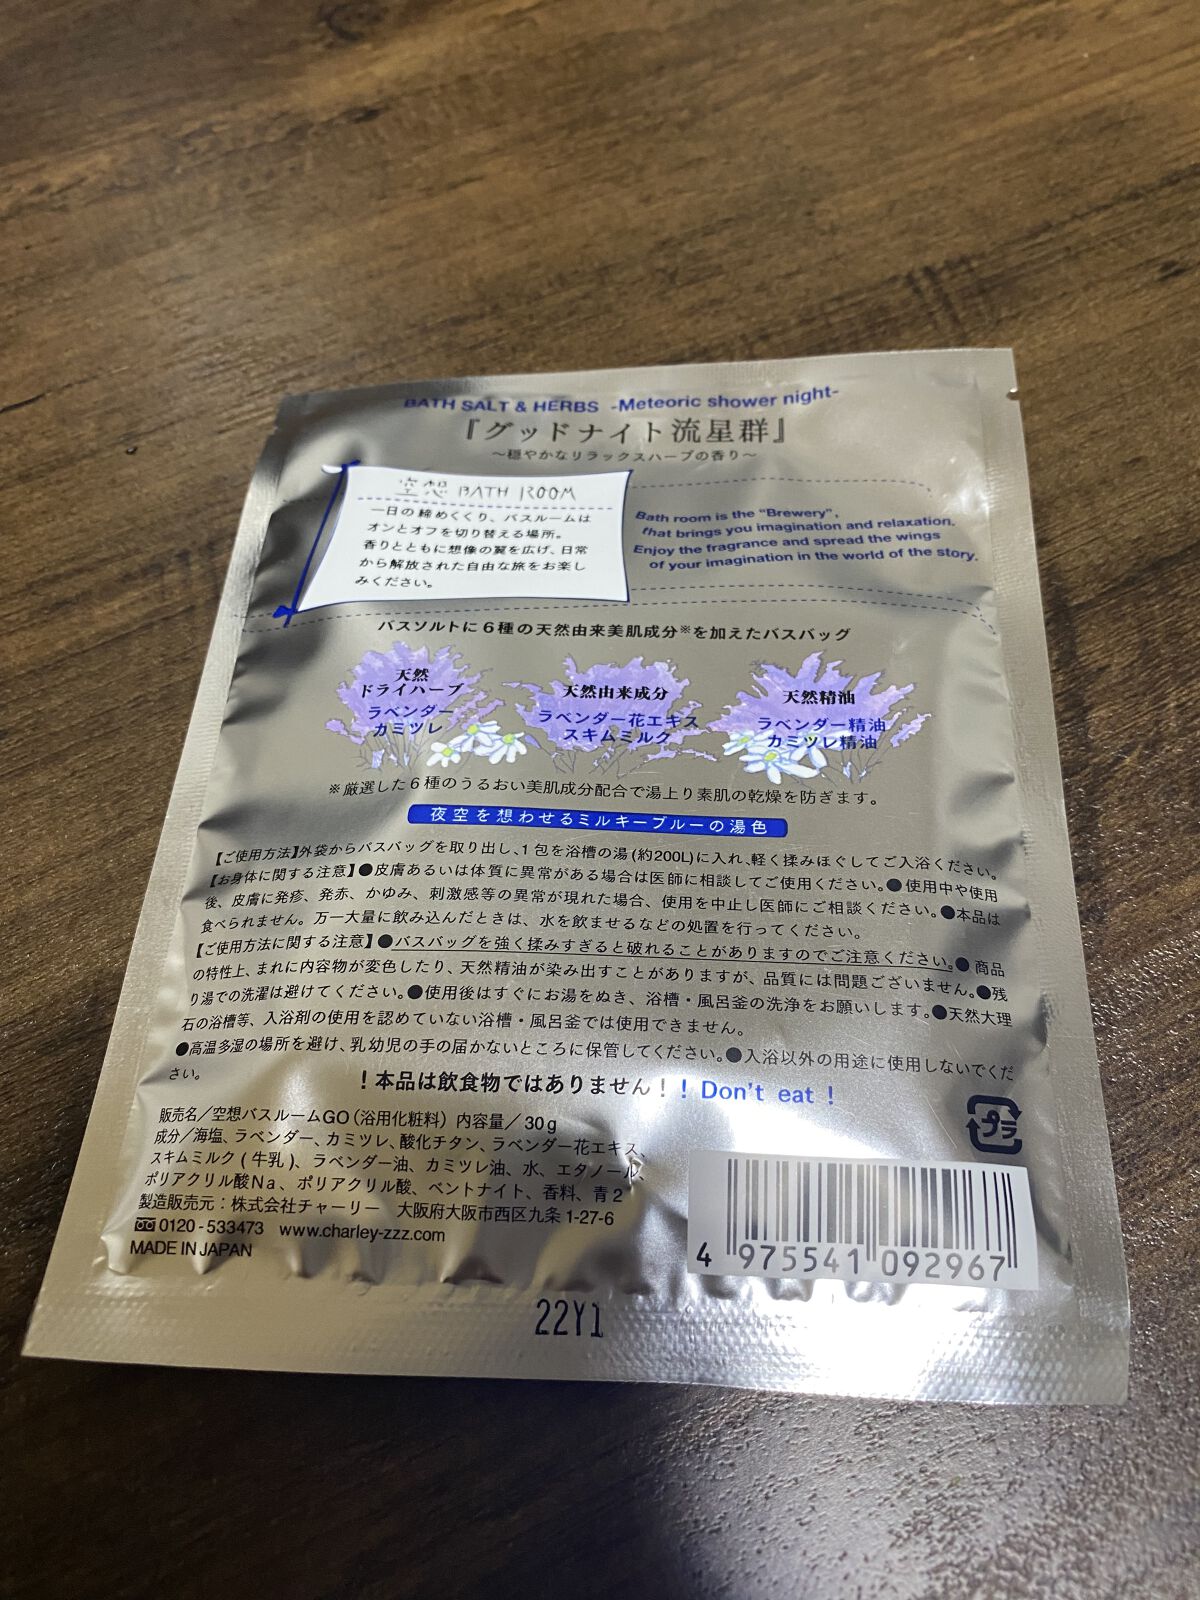 BATH SALT & HERBS -Meteoric shower night-
『グッドナイト流星群』
〜穏やかなリラックスハーブの香り〜
空想 BATH ROOM
一日の締めくくり、バスルームは
オンとオフを切り替える場所。
香りとともに想像の翼を広げ、日常
から解放された自由な旅をお楽し
みください。
Bath room is the "Brewery",
that brings you imagination and relaxation.
Enjoy the fragrance and spread the wings
of your imagination in the world of the story.
バスソルトに6種の天然由来美肌成分※を加えたバスバッグ
天然
ドライハーブ
ラベンダー
カミツレ
天然由来成分
ラベンダー花エキス
スキムミルク
天然精油
ラベンダー精油
カミツレ精油
※厳選した6種のうるおい美肌成分配合で湯上り素肌の乾燥を防ぎます。
夜空を想わせるミルキーブルーの湯色
【ご使用方法】外袋からバスバッグを取り出し、1包を浴槽の湯(約200L)に入れ、軽く揉みほぐしてご入浴ください。
【お身体に関する注意】●皮膚あるいは体質に異常がある場合は医師に相談してご使用ください。●使用中や使用
後、皮膚に発疹、発赤、かゆみ、刺激感等の異常が現れた場合、使用を中止し医師にご相談ください。●本品は
食べられません。万一大量に飲み込んだときは、水を飲ませるなどの処置を行ってください。
【ご使用方法に関する注意】●バスバッグを強く揉みすぎると破れることがありますのでご注意ください。●商品
の特性上、まれに内容物が変色したり、天然精油が染み出すことがありますが、品質には問題ございません。●残
り湯での洗濯は避けてください。●使用後はすぐにお湯をぬき、浴槽・風呂釜の洗浄をお願いします。●天然大理
石の浴槽等、入浴剤の使用を認めていない浴槽・風呂釜では使用できません。
●高温多湿の場所を避け、乳幼児の手の届かないところに保管してください。●入浴以外の用途に使用しないでくだ
さい。
！本品は飲食物ではありません！！Don't eat！
販売名／空想バスルームGO（浴用化粧料）内容量／30g
成分／海塩、ラベンダー、カミツレ、酸化チタン、ラベンダー花エキス、
スキムミルク（牛乳）、ラベンダー油、カミツレ油、水、エタノール、
ポリアクリル酸Na、ポリアクリル酸、ベントナイト、香料、青2
製造販売元：株式会社チャーリー　大阪府大阪市西区九条1-27-6
0120-533473 www.charley-zzz.com
MADE IN JAPAN
プラ
4 975541 092967
22Y1